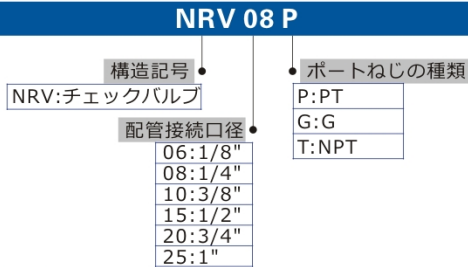 NRV 08 P
構造記号
NRV:チェックバルブ
配管接続口径
06:1/8"
08:1/4"
10:3/8"
15:1/2"
20:3/4"
25:1"
ポートねじの種類
P:PT
G:G
T:NPT